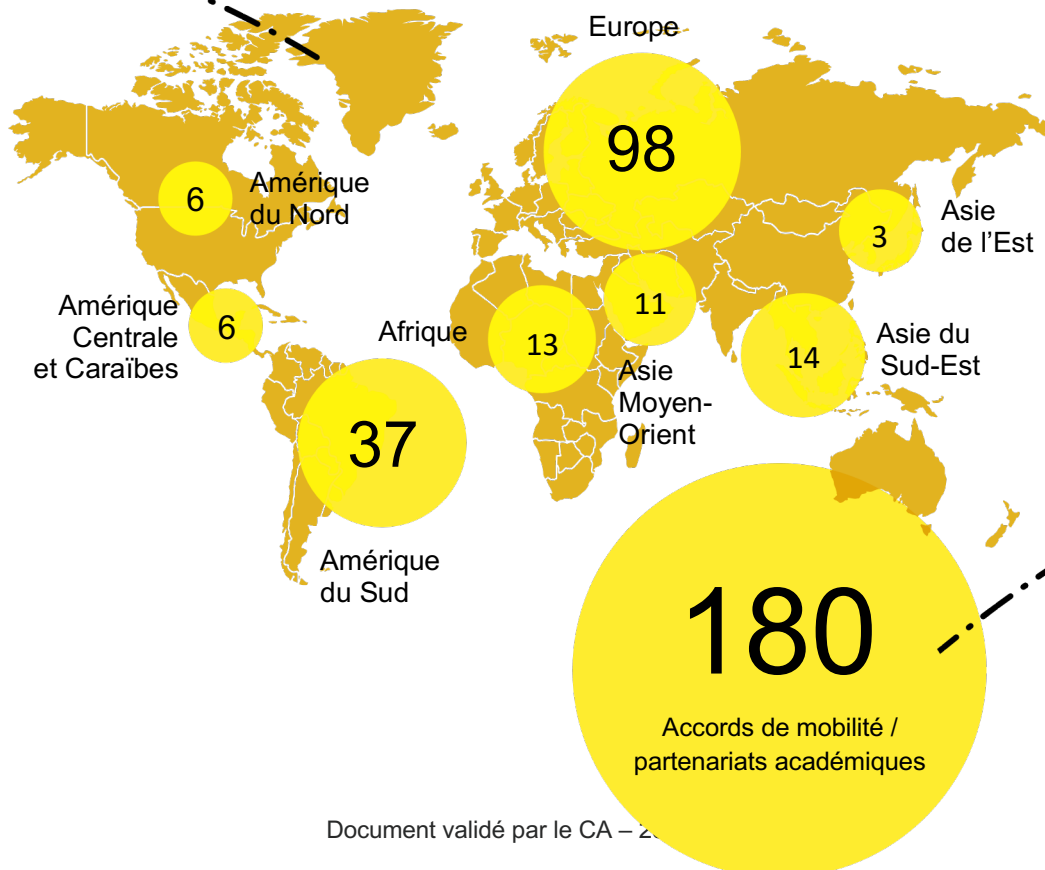 Europe
98
6
Amérique
du Nord
3
Asie
de l'Est
Amérique
Centrale
et Caraïbes
6
Afrique
13
11
Asie
Moyen-
Orient
14
Asie du
Sud-Est
37
Amérique
du Sud
180
Accords de mobilité /
partenariats académiques
Document validé par le CA –